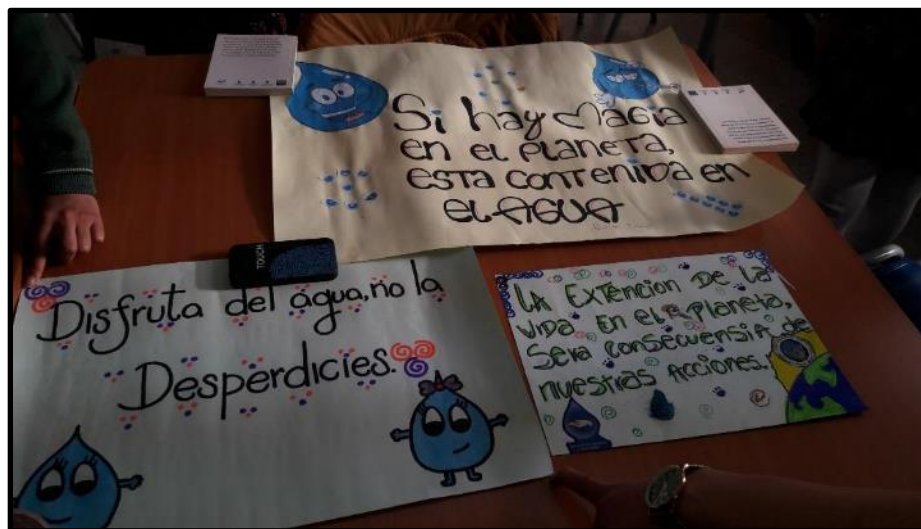 Si hay magia
en el planeta,
esta contenida en
el AGUA
TOUCH
Disfruta del agua, no la
Desperdicies.
LA EXTENCION DE La
vida En el Planeta,
Sera Consecuensia de
nuestras Acciones.